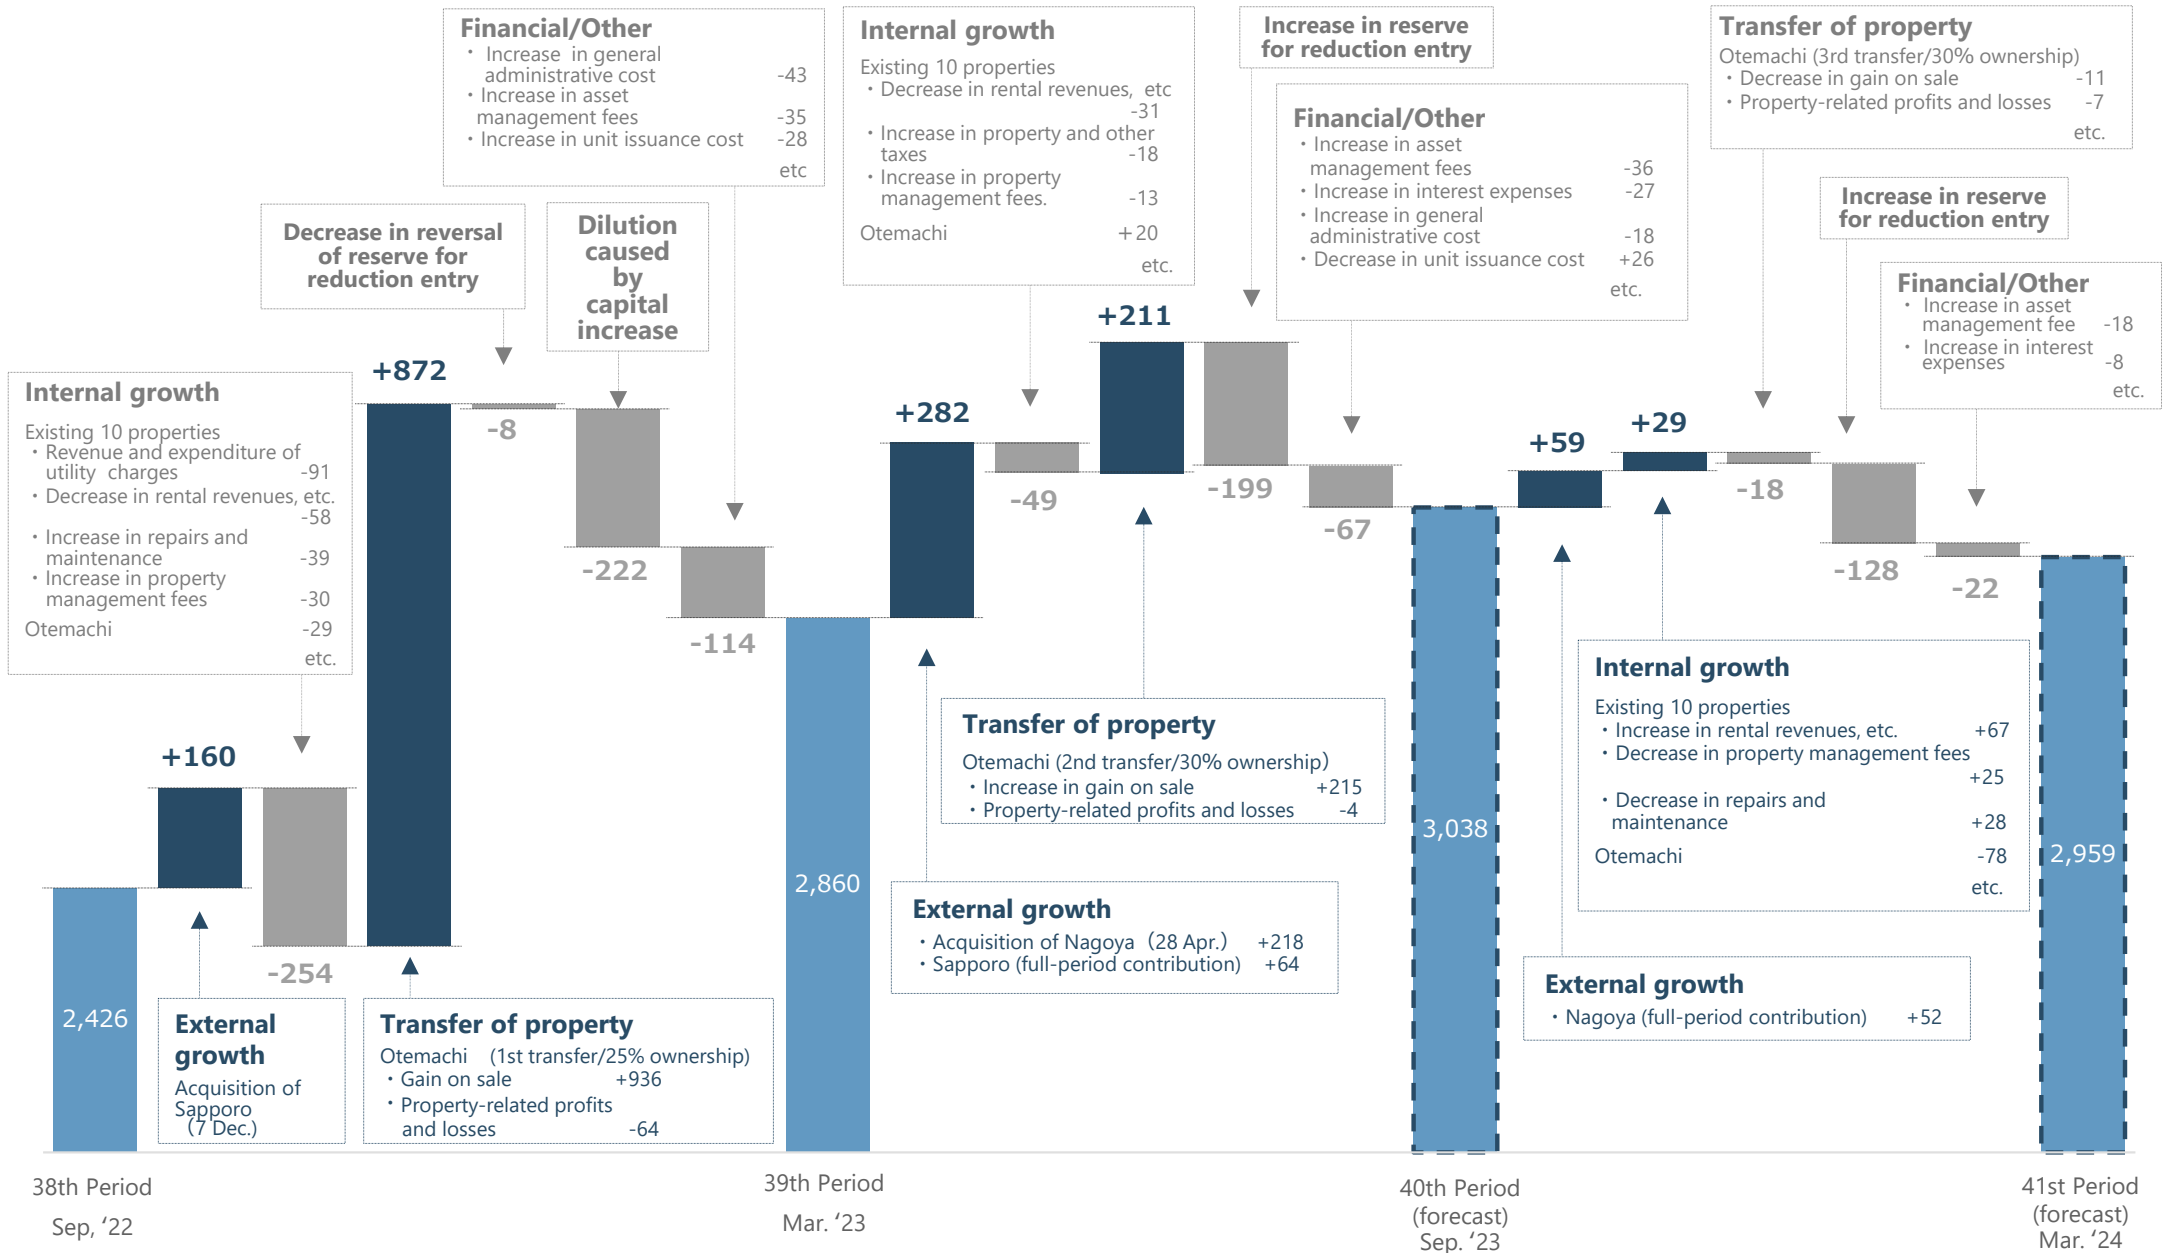 Financial/Other
・ Increase in general
administrative cost -43
・ Increase in asset
management fees -35
・ Increase in unit issuance cost -28
etc
Internal growth
Existing 10 properties
・ Decrease in rental revenues, etc
-31
・ Increase in property and other
taxes -18
・ Increase in property
management fees. -13
Otemachi +20
etc.
Increase in reserve
for reduction entry
Financial/Other
・ Increase in asset
management fees -36
・ Increase in interest expenses -27
・ Increase in general
administrative cost -18
・ Decrease in unit issuance cost +26
etc.
Transfer of property
Otemachi (3rd transfer/30% ownership)
・ Decrease in gain on sale -11
・ Property-related profits and losses -7
etc.
Increase in reserve
for reduction entry
Financial/Other
・ Increase in asset
management fee -18
・ Increase in interest
expenses -8
etc.
Decrease in reversal
of reserve for
reduction entry
Dilution
caused
by
capital
increase
Internal growth
Existing 10 properties
・ Revenue and expenditure of
utility charges -91
・ Decrease in rental revenues, etc.
-58
・ Increase in repairs and
maintenance -39
・ Increase in property
management fees -30
Otemachi -29
etc.
+160
-254
+872
-8
-222
-114
+282
-49
+211
-199
-67
+59
+29
-18
-128
-22
2,426
2,860
3,038
2,959
External
growth
Acquisition of
Sapporo
(7 Dec.)
Transfer of property
Otemachi (1st transfer/25% ownership)
・ Gain on sale +936
・ Property-related profits
and losses -64
Transfer of property
Otemachi (2nd transfer/30% ownership)
・ Increase in gain on sale +215
・ Property-related profits and losses -4
External growth
・ Acquisition of Nagoya (28 Apr.) +218
・ Sapporo (full-period contribution) +64
Internal growth
Existing 10 properties
・ Increase in rental revenues, etc. +67
・ Decrease in property management fees
+25
・ Decrease in repairs and
maintenance +28
Otemachi -78
etc.
External growth
・ Nagoya (full-period contribution) +52
38th Period
Sep, ‘22
39th Period
Mar. ‘23
40th Period
(forecast)
Sep. ‘23
41st Period
(forecast)
Mar. ‘24